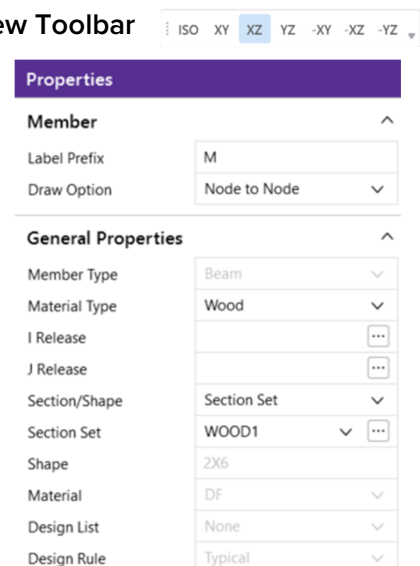 ew Toolbar
ISO XY XZ YZ -XY -XZ -YZ
Properties
Member
Label Prefix M
Draw Option Node to Node
General Properties
Member Type Beam
Material Type Wood
I Release ...
J Release ...
Section/Shape Section Set
Section Set WOOD1 ...
Shape 2X6
Material DF
Design List None
Design Rule Typical